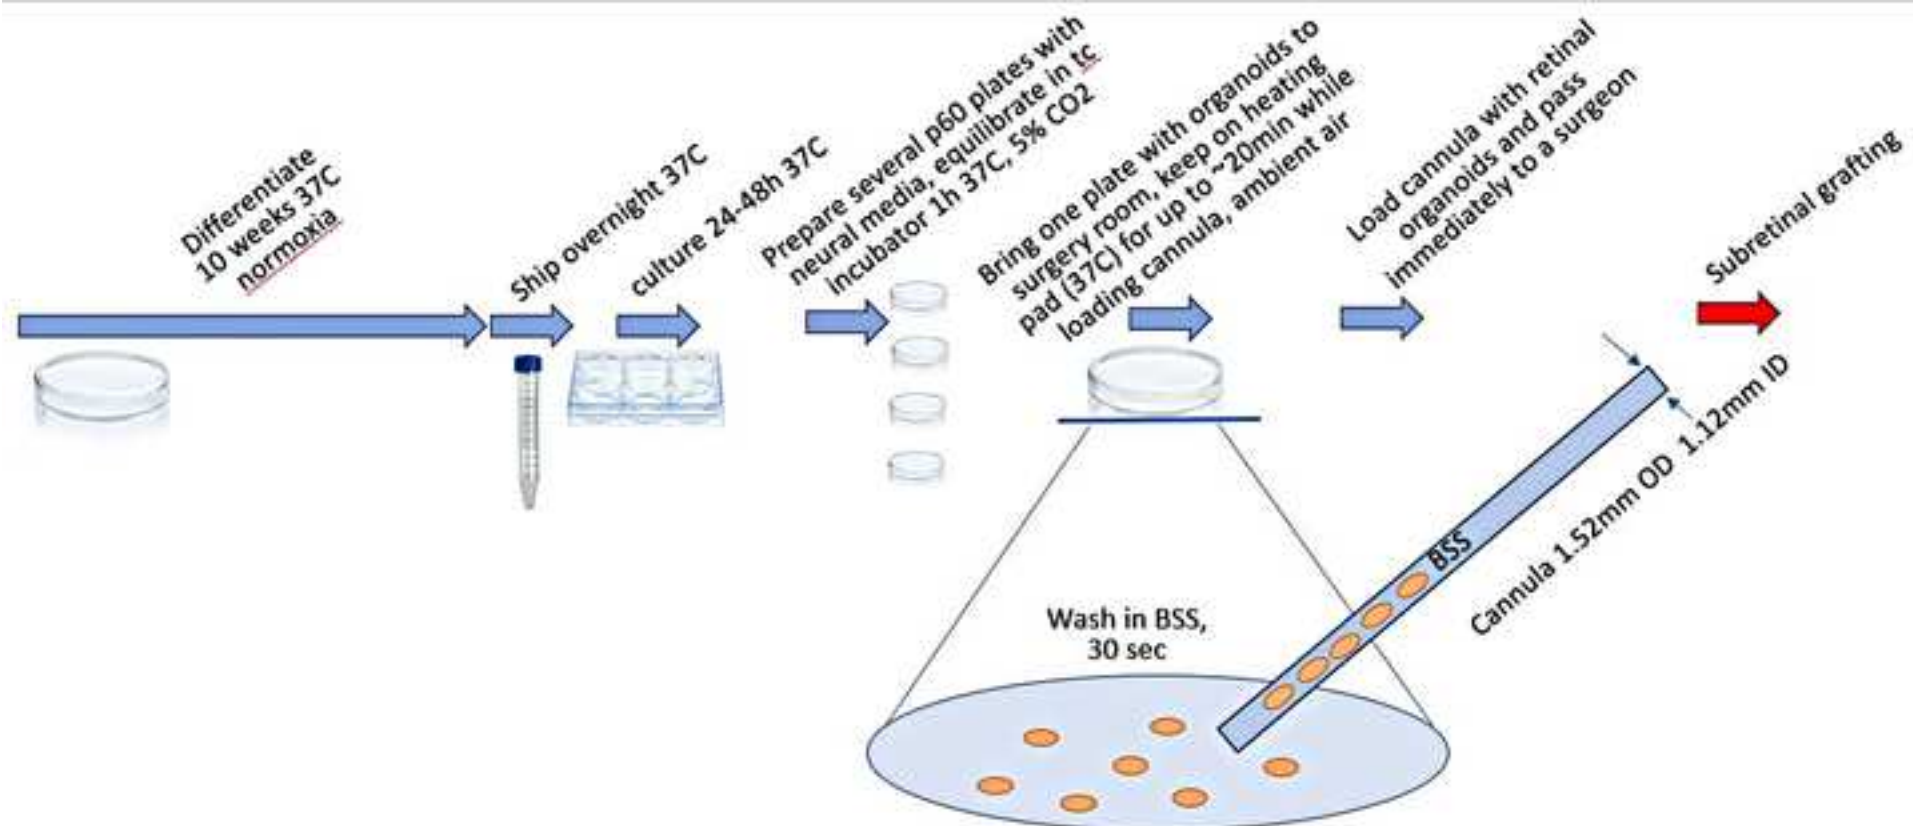 Differentiate
10 weeks 37C
normoxia
Ship overnight 37C
culture 24-48h 37C
Prepare several p60 plates with
neural media, equilibrate in tc
incubator 1h 37C, 5% CO2
Bring one plate with organoids to
surgery room, keep on heating
pad (37C) for up to ~20min while
loading cannula, ambient air
Load cannula with retinal
organoids and pass
immediately to a surgeon
Subretinal grafting
Cannula 1.52mm OD 1.12mm ID
BSS
Wash in BSS,
30 sec